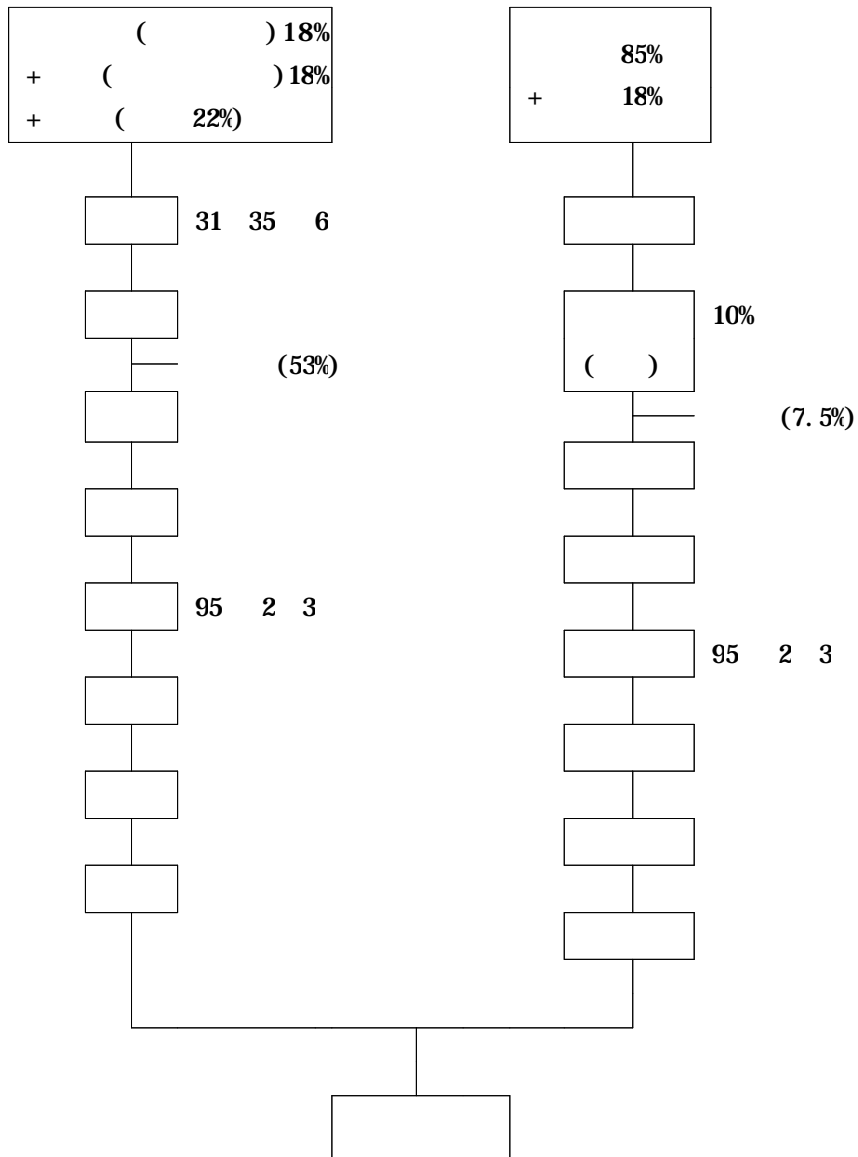 ( ) 18%
+ ( ) 18%
+ ( 22%)
31 35 6
(53%)
95 2 3
85%
+ 18%
10%
( )
(7.5%)
95 2 3